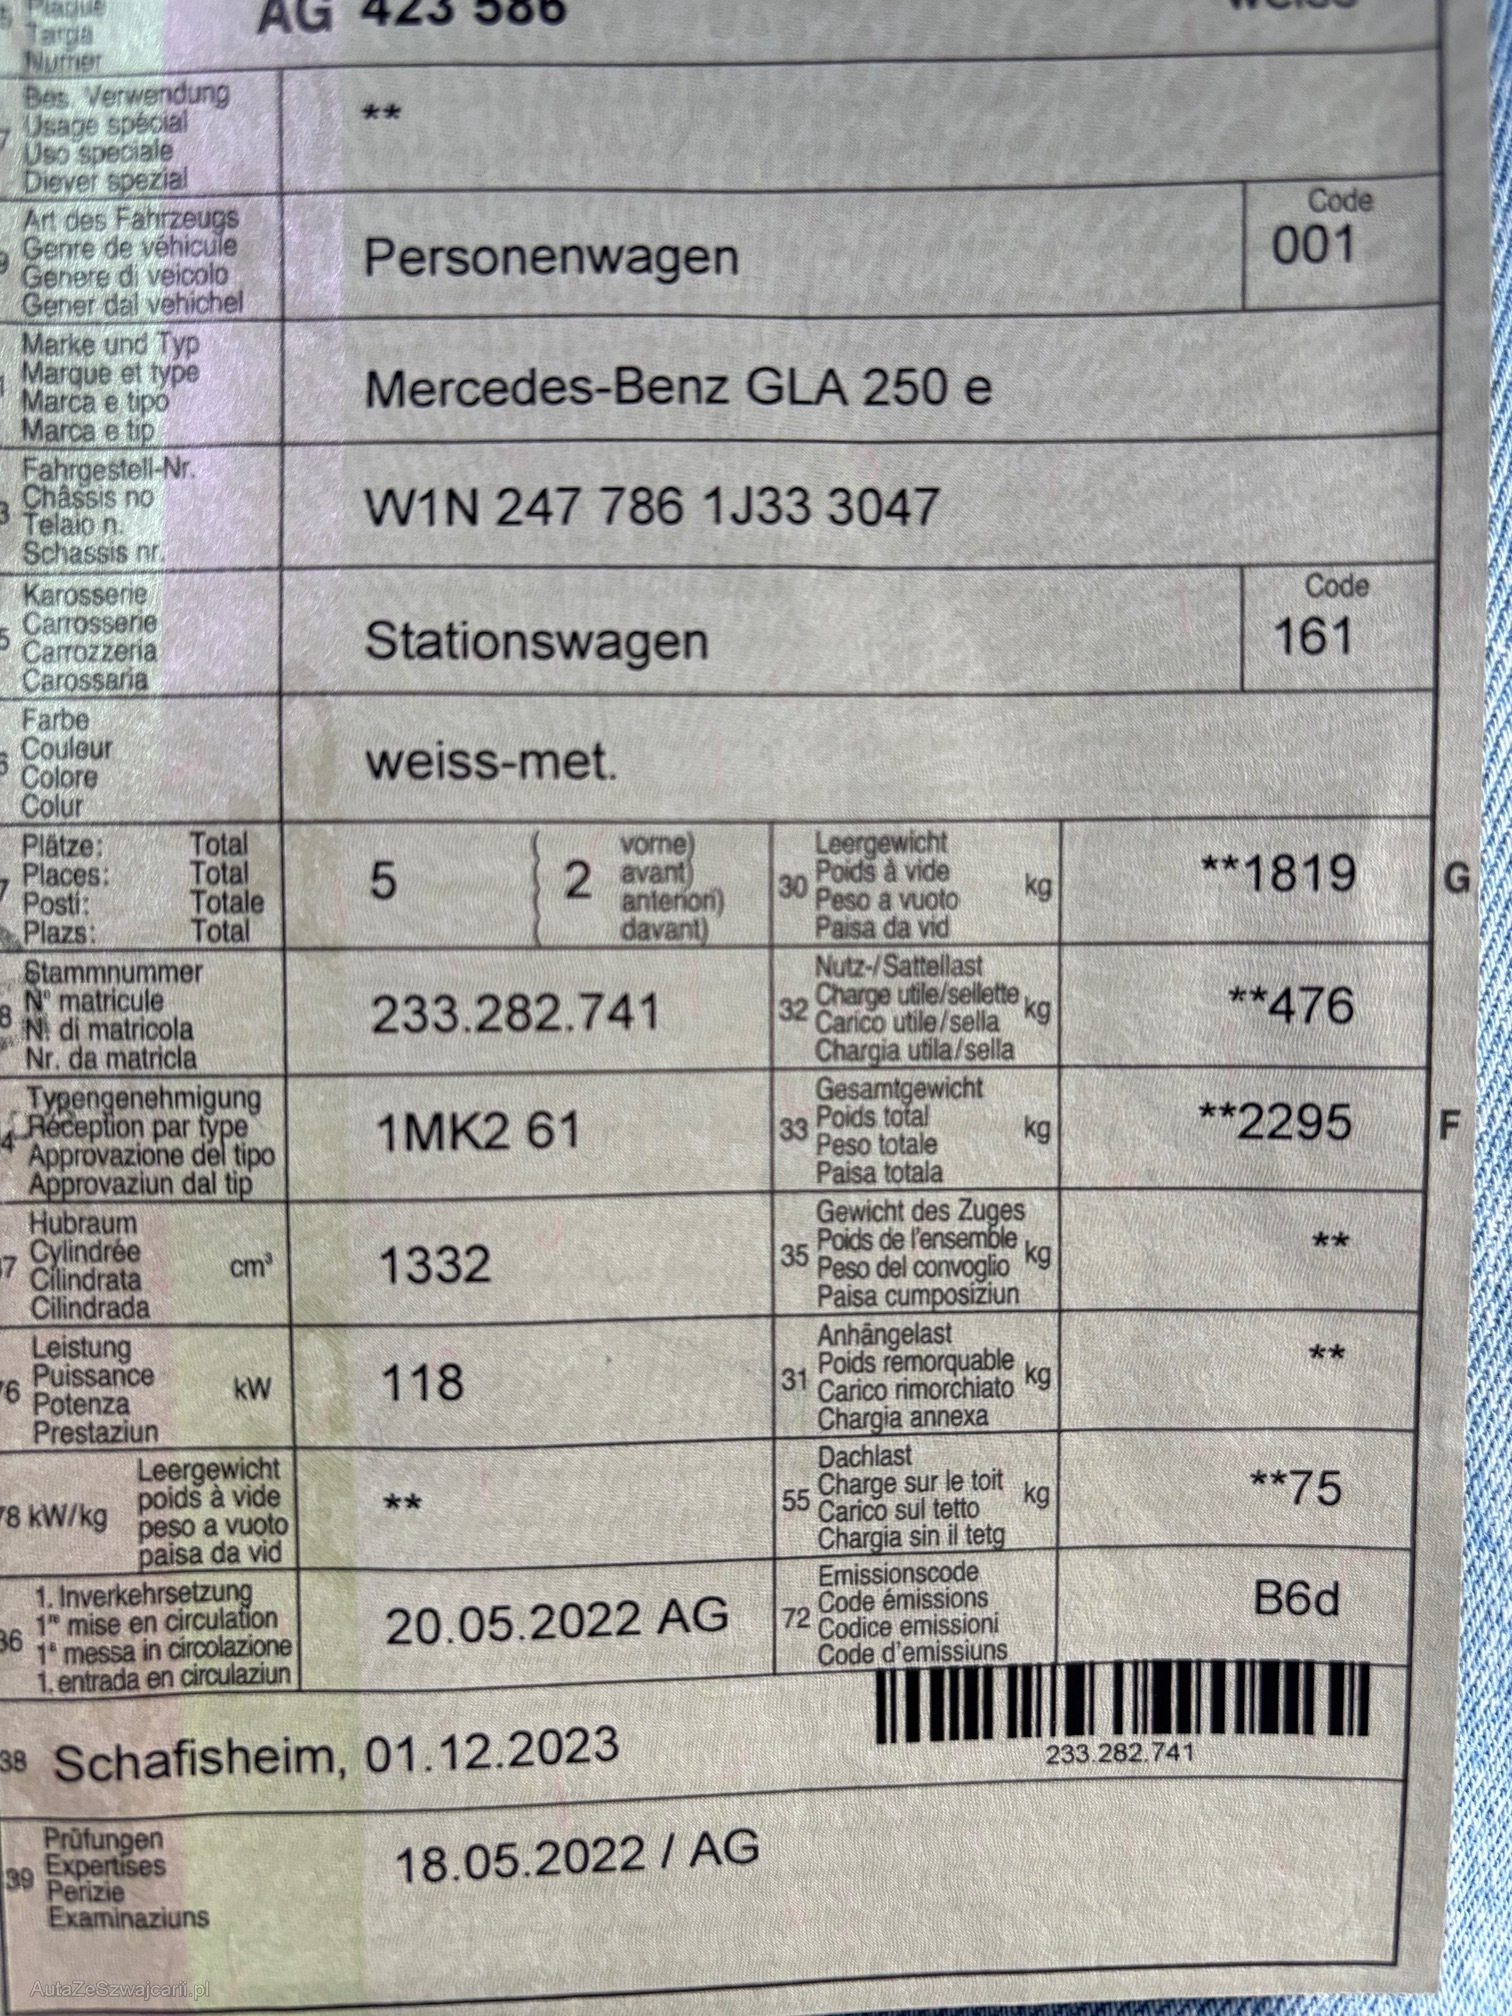 Plaque
Targa
Numer
AG 423 586
weiss
Bes. Verwendung
Usage spécial
Uso speciale
Diever spezial
**
Art des Fahrzeugs
Genre de véhicule
Genere di veicolo
Gener dal vehichel
Personenwagen
Code
001
Marke und Typ
Marque et type
Marca e tipo
Marca e tip
Mercedes-Benz GLA 250 e
Fahrgestell-Nr.
Châssis no
Telaio n.
Schassis nr.
W1N 247 786 1J33 3047
Karosserie
Carrosserie
Carrozzeria
Carossaria
Stationswagen
Code
161
Farbe
Couleur
Colore
Colur
weiss-met.
Plätze: Total
Places: Total
Posti: Totale
Plazs: Total
5 ( 2
vorne)
avant)
anteriori)
davant)
30
Leergewicht
Poids à vide
Peso a vuoto
Paisa da vid
kg
**1819
G
Stammnummer
N° matricule
N. di matricola
Nr. da matricla
233.282.741
32
Nutz-/Sattellast
Charge utile/sellette
Carico utile/sella
Chargia utila/sella
kg
**476
Typengenehmigung
Réception par type
Approvazione del tipo
Approvaziun dal tip
1MK2 61
33
Gesamtgewicht
Poids total
Peso totale
Paisa totala
kg
**2295
F
Hubraum
Cylindrée
Cilindrata
Cilindrada
cm³
1332
35
Gewicht des Zuges
Poids de l'ensemble
Peso del convoglio
Paisa cumposiziun
kg
**
76
Leistung
Puissance
Potenza
Prestaziun
kW
118
31
Anhängelast
Poids remorquable
Carico rimorchiato
Chargia annexa
kg
**
78 kW/kg
Leergewicht
poids à vide
peso a vuoto
paisa da vid
**
55
Dachlast
Charge sur le toit
Carico sul tetto
Chargia sin il tetg
kg
**75
36
1. Inverkehrsetzung
1re mise en circulation
1a messa in circolazione
1. entrada en circulaziun
20.05.2022 AG
72
Emissionscode
Code émissions
Codice emissioni
Code d'emissiuns
B6d
233.282.741
38 Schafisheim, 01.12.2023
39
Prüfungen
Expertises
Perizie
Examinaziuns
18.05.2022 / AG
AutaZeSzwajcarii.pl